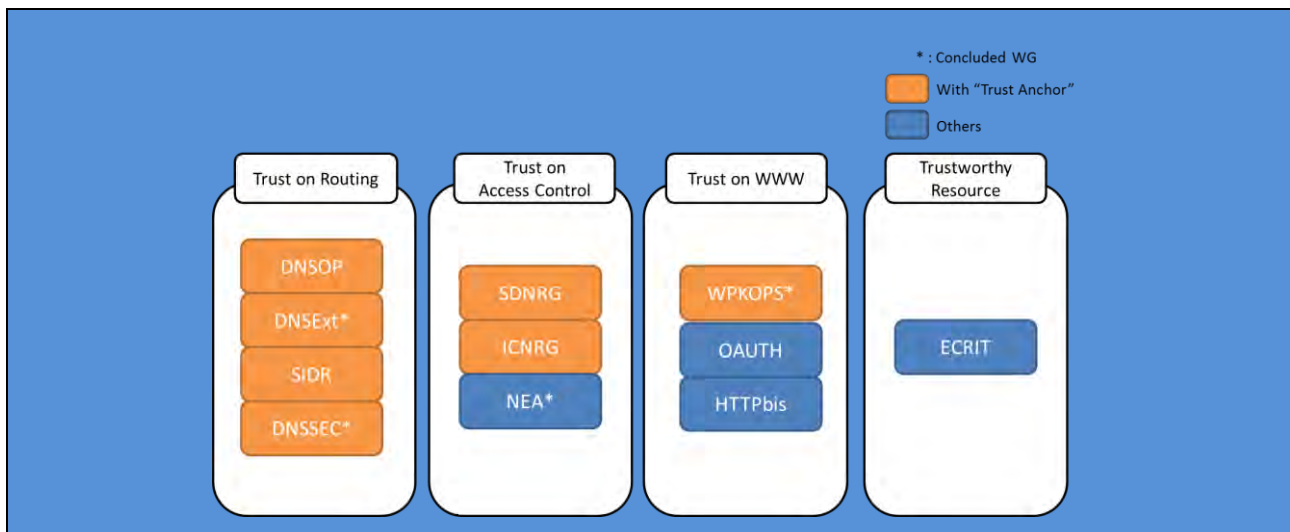 * : Concluded WG
With “Trust Anchor”
Others
Trust on Routing
DNSOP
DNSExt*
SIDR
DNSSEC*
Trust on
Access Control
SDNRG
ICNRG
NEA*
Trust on WWW
WPKOPS*
OAUTH
HTTPbis
Trustworthy
Resource
ECRIT